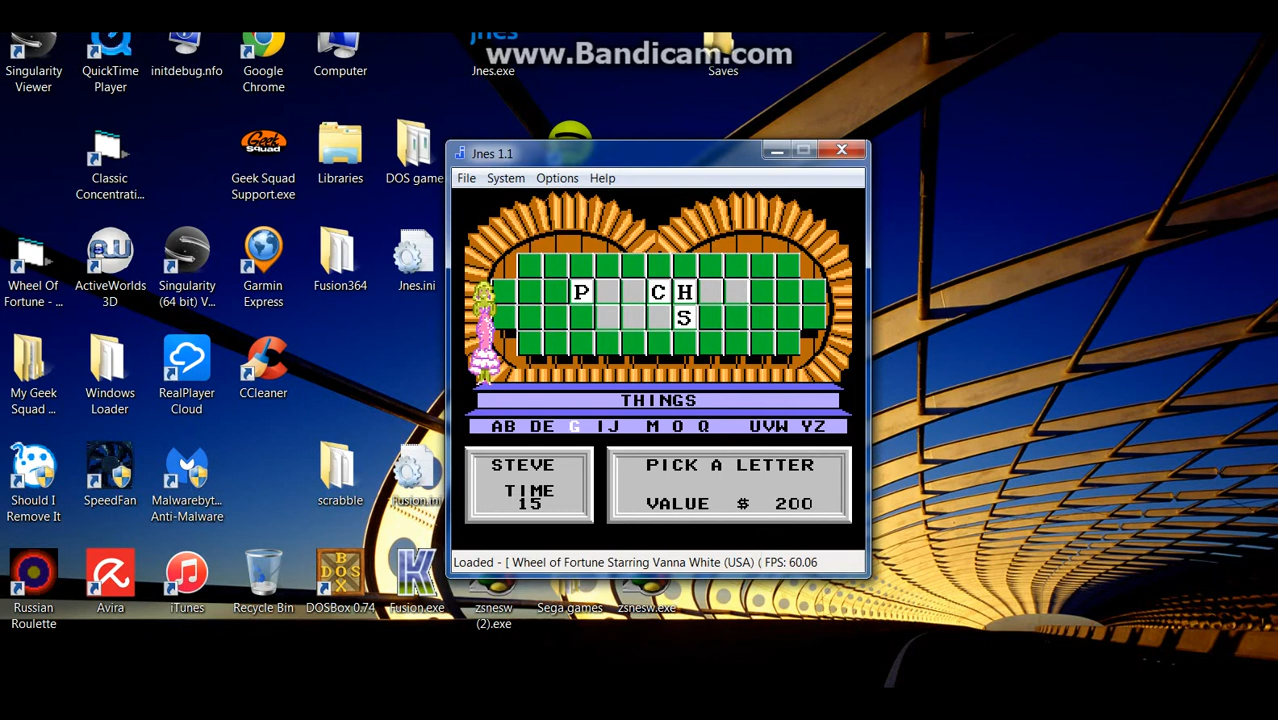 www.Bandicam.com
Jnes.exe
Saves
Singularity Viewer
QuickTime Player
initdebug.nfo
Google Chrome
Computer
Classic Concentrati...
Geek Squad
Geek Squad Support.exe
Libraries
DOS game
Wheel Of Fortune - ...
ActiveWorlds 3D
Singularity (64 bit) V...
Garmin Express
Fusion364
Jnes.ini
My Geek Squad ...
Windows Loader
RealPlayer Cloud
CCleaner
Should I Remove It
SpeedFan
Malwarebyt... Anti-Malware
scrabble
Fusion.ini
Russian Roulette
Avira
iTunes
Recycle Bin
DOS BOX
DOSBox 0.74
Fusion.exe
zsnesw (2).exe
Sega games
zsnesw.exe
Jnes 1.1
File System Options Help
P CH
S
THINGS
AB DE G IJ M O Q UVW YZ
STEVE
TIME
15
PICK A LETTER
VALUE $ 200
Loaded - [ Wheel of Fortune Starring Vanna White (USA) ( FPS: 60.06